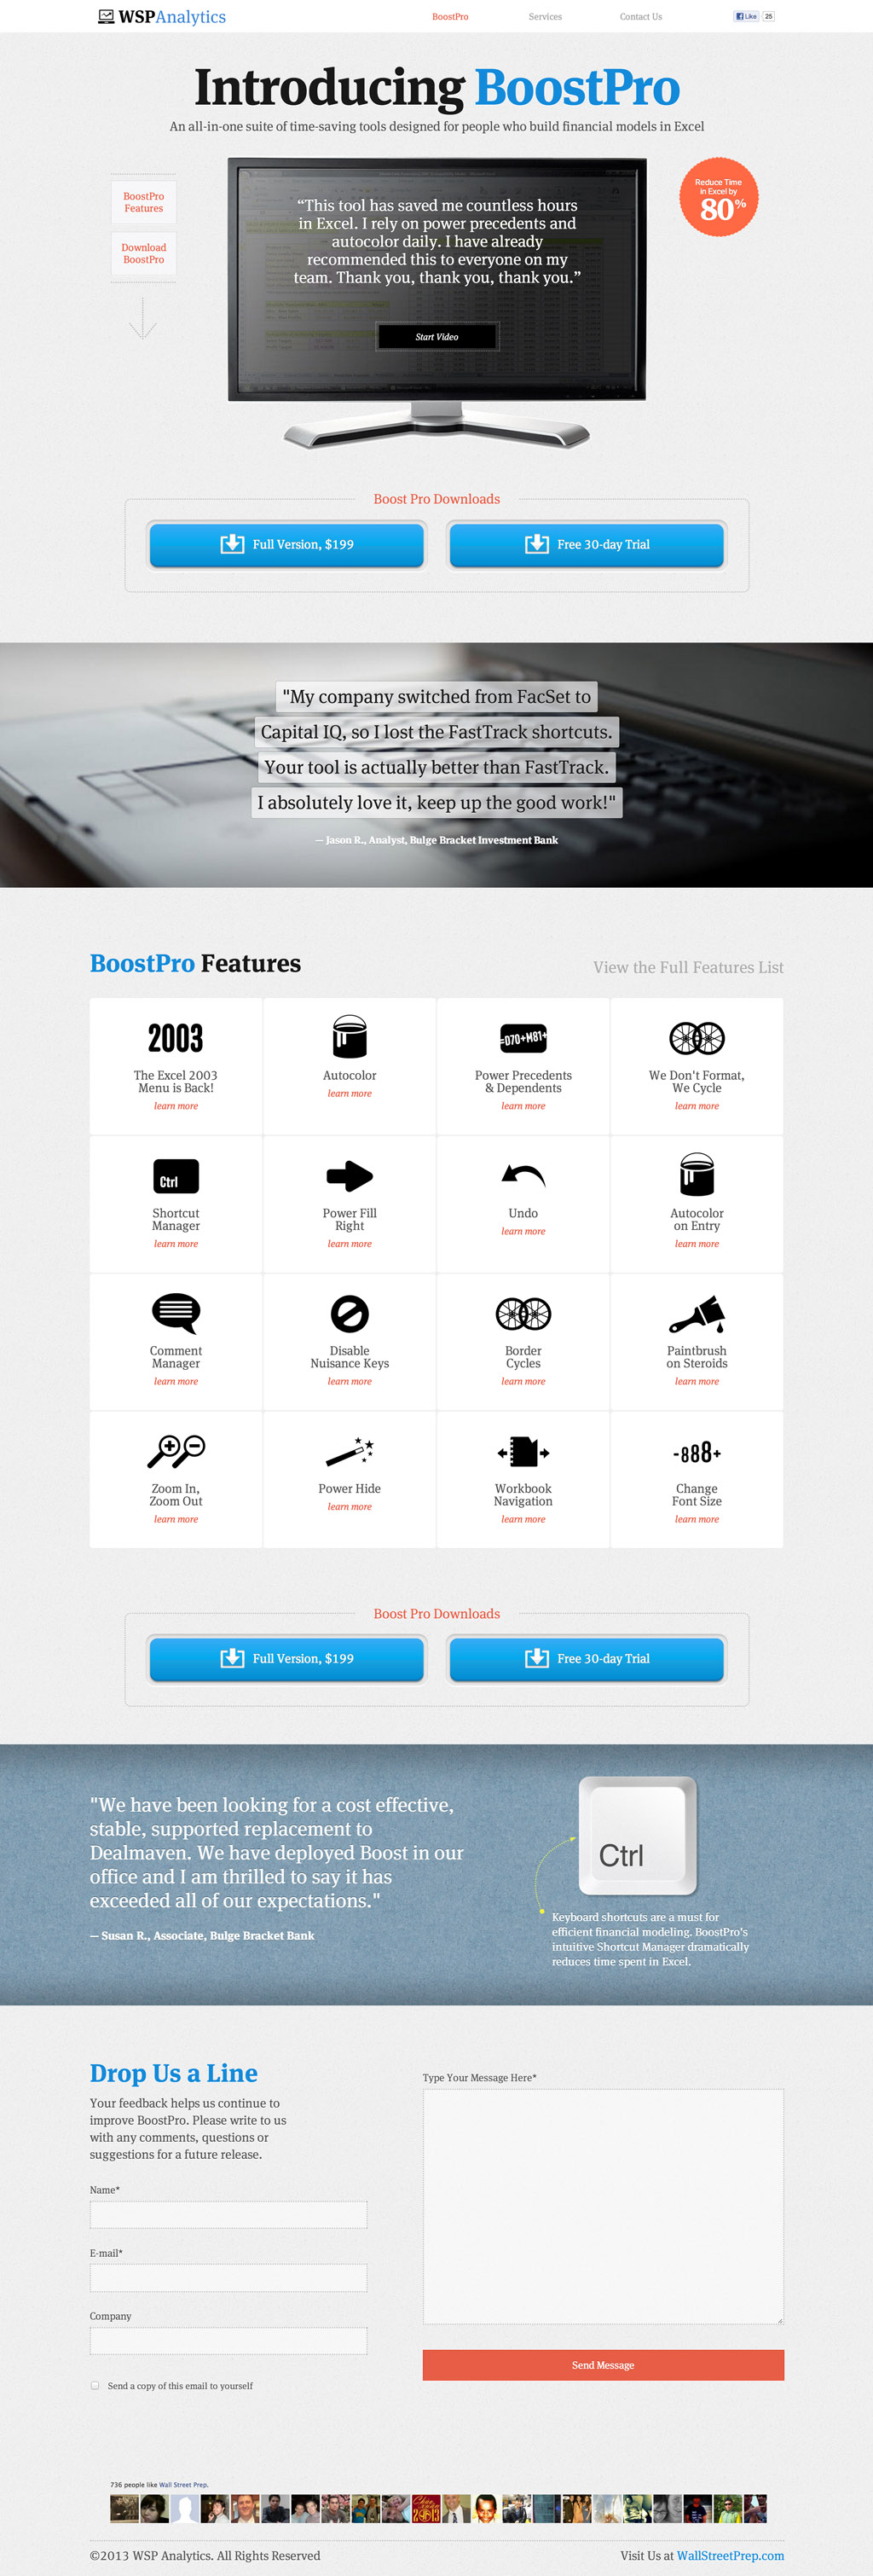 WSPAnalytics
BoostPro
Services
Contact Us
Like
25
Introducing BoostPro
An all-in-one suite of time-saving tools designed for people who build financial models in Excel
BoostPro
Features
Download
BoostPro
“This tool has saved me countless hours
in Excel. I rely on power precedents and
autocolor daily. I have already
recommended this to everyone on my
team. Thank you, thank you, thank you.”
Start Video
Reduce Time
in Excel by
80%
Boost Pro Downloads
Full Version, $199
Free 30-day Trial
"My company switched from FacSet to
Capital IQ, so I lost the FastTrack shortcuts.
Your tool is actually better than FastTrack.
I absolutely love it, keep up the good work!"
— Jason R., Analyst, Bulge Bracket Investment Bank
BoostPro Features
View the Full Features List
2003
The Excel 2003
Menu is Back!
learn more
Autocolor
learn more
=D70+M81+
Power Precedents
& Dependents
learn more
We Don't Format,
We Cycle
learn more
Ctrl
Shortcut
Manager
learn more
Power Fill
Right
learn more
Undo
learn more
Autocolor
on Entry
learn more
Comment
Manager
learn more
Disable
Nuisance Keys
learn more
Border
Cycles
learn more
Paintbrush
on Steroids
learn more
Zoom In,
Zoom Out
learn more
Power Hide
learn more
Workbook
Navigation
learn more
-888+
Change
Font Size
learn more
Boost Pro Downloads
Full Version, $199
Free 30-day Trial
"We have been looking for a cost effective,
stable, supported replacement to
Dealmaven. We have deployed Boost in our
office and I am thrilled to say it has
exceeded all of our expectations."
— Susan R., Associate, Bulge Bracket Bank
Ctrl
Keyboard shortcuts are a must for
efficient financial modeling. BoostPro's
intuitive Shortcut Manager dramatically
reduces time spent in Excel.
Drop Us a Line
Your feedback helps us continue to
improve BoostPro. Please write to us
with any comments, questions or
suggestions for a future release.
Name*
E-mail*
Company
Send a copy of this email to yourself
Type Your Message Here*
Send Message
736 people like Wall Street Prep.
2013
©2013 WSP Analytics. All Rights Reserved
Visit Us at WallStreetPrep.com